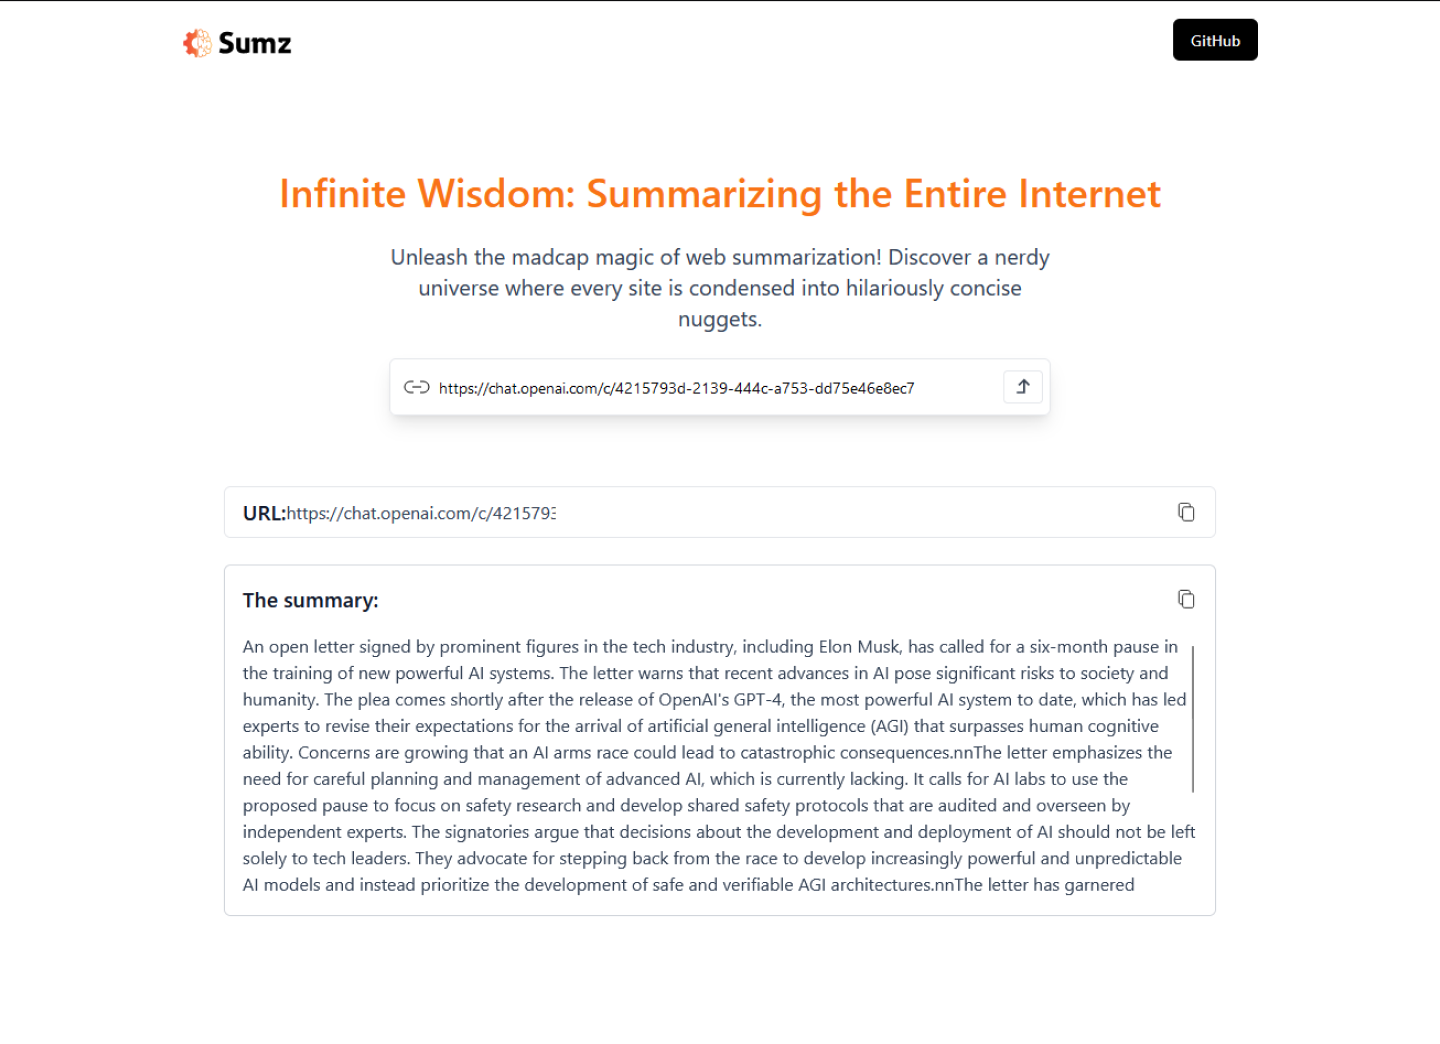 Sumz
GitHub
Infinite Wisdom: Summarizing the Entire Internet
Unleash the madcap magic of web summarization! Discover a nerdy
universe where every site is condensed into hilariously concise
nuggets.
https://chat.openai.com/c/4215793d-2139-444c-a753-dd75e46e8ec7
URL:https://chat.openai.com/c/4215793
The summary:
An open letter signed by prominent figures in the tech industry, including Elon Musk, has called for a six-month pause in
the training of new powerful AI systems. The letter warns that recent advances in AI pose significant risks to society and
humanity. The plea comes shortly after the release of OpenAI's GPT-4, the most powerful AI system to date, which has led
experts to revise their expectations for the arrival of artificial general intelligence (AGI) that surpasses human cognitive
ability. Concerns are growing that an AI arms race could lead to catastrophic consequences.nnThe letter emphasizes the
need for careful planning and management of advanced AI, which is currently lacking. It calls for AI labs to use the
proposed pause to focus on safety research and develop shared safety protocols that are audited and overseen by
independent experts. The signatories argue that decisions about the development and deployment of AI should not be left
solely to tech leaders. They advocate for stepping back from the race to develop increasingly powerful and unpredictable
AI models and instead prioritize the development of safe and verifiable AGI architectures.nnThe letter has garnered